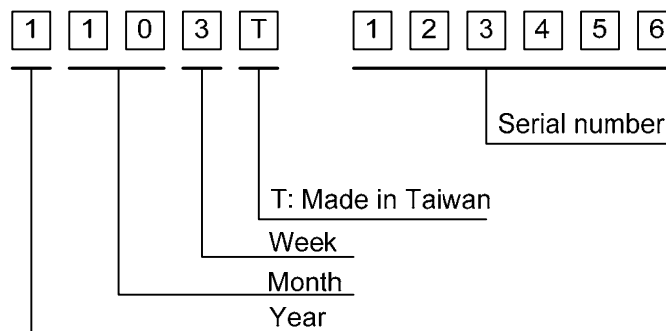 1 1 0 3 T 1 2 3 4 5 6
Serial number
T: Made in Taiwan
Week
Month
Year